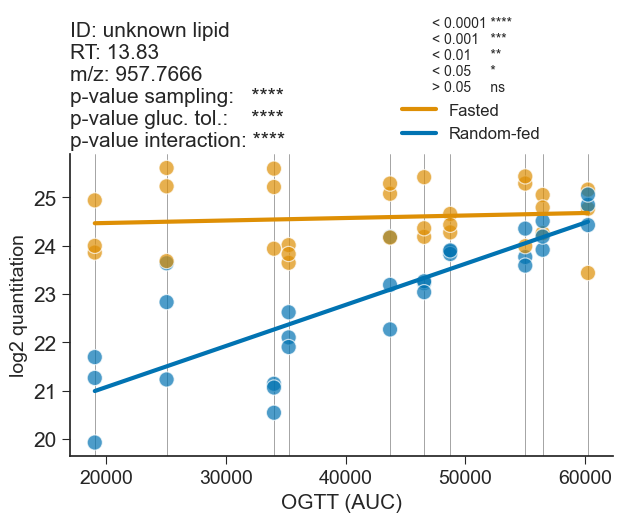 ID: unknown lipid
RT: 13.83
m/z: 957.7666
p-value sampling: ****
p-value gluc. tol.: ****
p-value interaction: ****
< 0.0001 ****
< 0.001 ***
< 0.01 **
< 0.05 *
> 0.05 ns
Fasted
Random-fed
log2 quantitation
25
24
23
22
21
20
20000 30000 40000 50000 60000
OGTT (AUC)